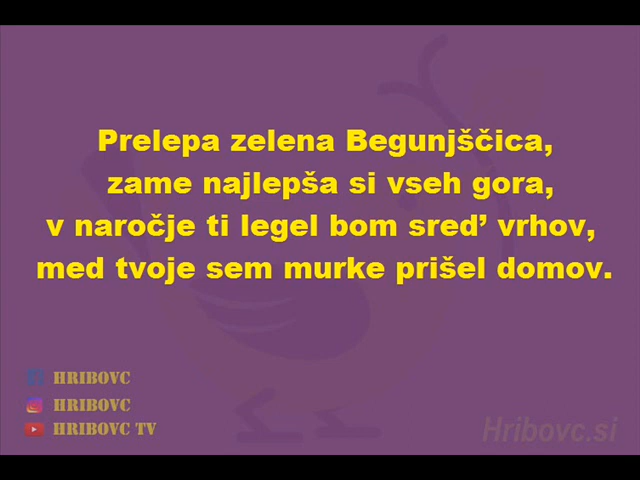 Prelepa zelena Begunjščica,
zame najlepša si vseh gora,
v naročje ti legel bom sred’ vrhov,
med tvoje sem murke prišel domov.
HRIBOVC
HRIBOVC
HRIBOVC TV
Hribovc.si